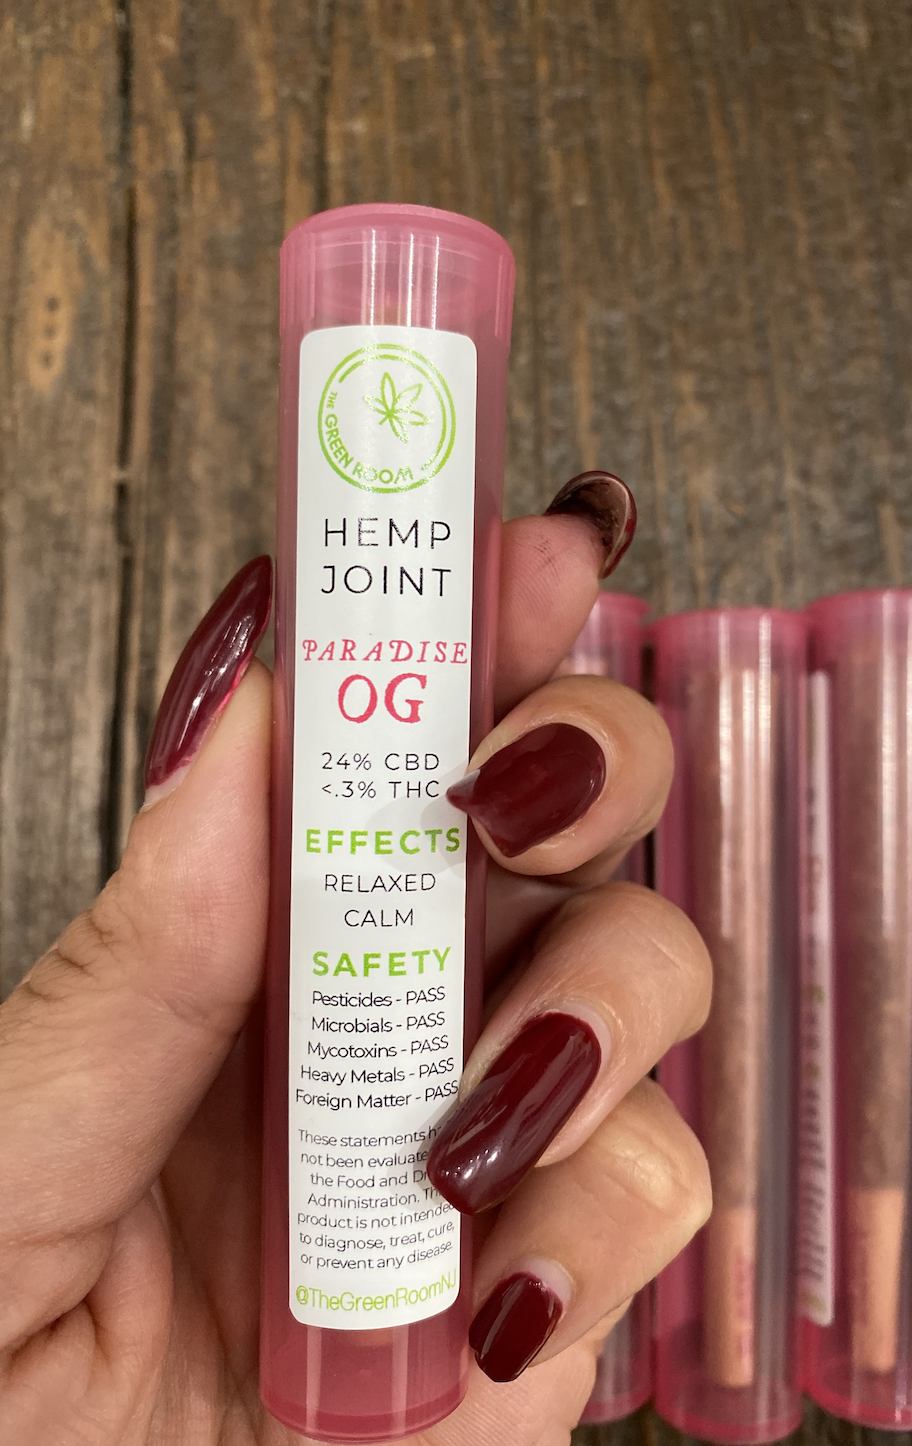 THE GREEN ROOM
HEMP
JOINT
PARADISE
OG
24% CBD
<.3% THC
EFFECTS
RELAXED
CALM
SAFETY
Pesticides - PASS
Microbials - PASS
Mycotoxins - PASS
Heavy Metals - PASS
Foreign Matter - PASS
These statements
not been
the Food and
Administration.
product is not intended
to diagnose, treat, cure,
or prevent any disease.
@TheGreenRoomNJ